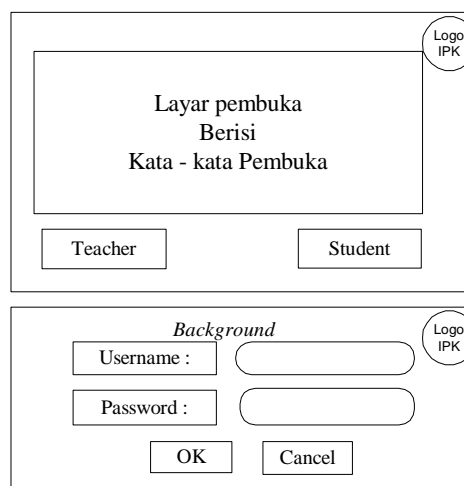 Logo
IPK
Layar pembuka
Berisi
Kata - kata Pembuka
Teacher
Student
Background
Logo
IPK
Username :
Password :
OK
Cancel